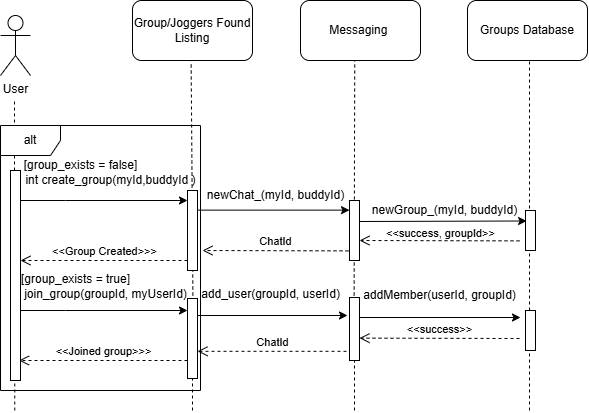 Group/Joggers Found
Listing
Messaging
Groups Database
User
alt
[group_exists = false]
int create_group(myId,buddyId )
newChat_(myId, buddyId)
newGroup_(myId, buddyId)
<<success, groupId>>
ChatId
<<Group Created>>>
[group_exists = true]
join_group(groupId, myUserId)
add_user(groupId, userId)
addMember(userId, groupId)
<<success>>
ChatId
<<Joined group>>>